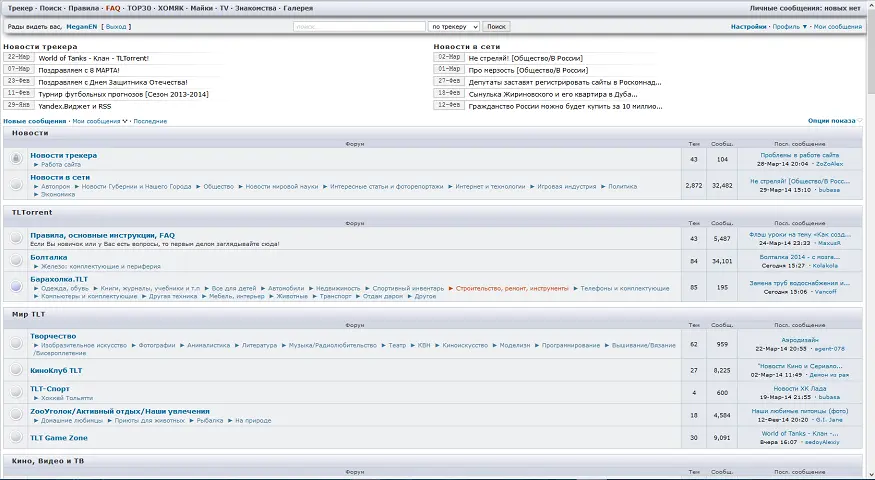 Трекер · Поиск · Правила · FAQ · TOP30 · ХОМЯК · Майки · TV · Знакомства · Галерея
Личные сообщения: новых нет
Рады видеть вас, MeganEN [ Выход ]
поиск
по трекеру
Поиск
Настройки · Профиль ▼ · Мои сообщения
Новости трекера
22-Мар World of Tanks - Клан - TLTorrent!
07-Мар Поздравляем с 8 МАРТА!
23-Фев Поздравляем с Днем Защитника Отечества!
11-Фев Турнир футбольных прогнозов [Сезон 2013-2014]
29-Янв Yandex.Виджет и RSS
Новости в сети
02-Мар Не стреляй! [Общество/В России]
01-Мар Про мерзость [Общество/В России]
27-Фев Депутаты заставят регистрировать сайты в Роскомнад...
18-Фев Сынулька Жириновского и его квартира в Дуба...
12-Фев Гражданство России можно будет купить за 10 миллио...
Новые сообщения · Мои сообщения · Последние
Опции показа
Новости
Форум Тем Сообщ. Посл. сообщение
Новости трекера
► Работа сайта
43 104
Проблемы в работе сайта
28-Мар-14 20:04 · ZoZoAlex
Новости в сети
► Автопром ► Новости Губернии и Нашего Города ► Общество ► Новости мировой науки ► Интересные статьи и фоторепортажи ► Интернет и технологии ► Игровая индустрия ► Политика
► Экономика
2,872 32,482
Не стреляй! [Общество/В Росс...
29-Мар-14 15:10 · bubasa
TLTorrent
Форум Тем Сообщ. Посл. сообщение
Правила, основные инструкции, FAQ
Если Вы новичок или у Вас есть вопросы, то первым делом заглядывайте сюда!
43 5,487
Флэш уроки на тему «Как созд...
24-Мар-14 23:33 · MaxusR
Болталка
► Железо: комплектующие и периферия
84 34,101
Болталка 2014 - с мозге...
Сегодня 15:27 · Kolakola
Барахолка.TLT
► Одежда, обувь ► Книги, журналы, учебники и т.п ► Все для детей ► Автомобили ► Недвижимость ► Спортивный инвентарь ► Строительство, ремонт, инструменты ► Телефоны и комплектующие
► Компьютеры и комплектующие ► Другая техника ► Мебель, интерьер ► Животные ► Транспорт ► Отдам даром ► Другое
85 195
Замена труб водоснабжения и...
Сегодня 15:06 · Vancoff
Мир TLT
Форум Тем Сообщ. Посл. сообщение
Творчество
► Изобразительное искусство ► Фотографии ► Анималистика ► Литература ► Музыка/Радиолюбительство ► Театр ► КВН ► Киноискусство ► Моделизм ► Программирование ► Вышивание/Вязание
/Бисероплетение
62 959
Аэродизайн
22-Мар-14 20:53 · agent-078
КиноКлуб TLT
27 8,225
"Новости Кино и Сериало...
02-Мар-14 11:49 · Демон из рая
TLT-Спорт
► Хоккей Тольятти
4 600
Новости ХК Лада
19-Мар-14 21:55 · bubasa
ZooУголок/Активный отдых/Наши увлечения
► Домашние любимцы ► Приюты для животных ► Рыбалка ► На природе
18 4,584
Наши любимые питомцы (фото)
12-Фев-14 20:20 · G.I. Jane
TLT Game Zone
30 9,091
World of Tanks - Клан -...
Вчера 16:07 · sedoyAlexiy
Кино, Видео и ТВ
Форум Тем Сообщ. Посл. сообщение